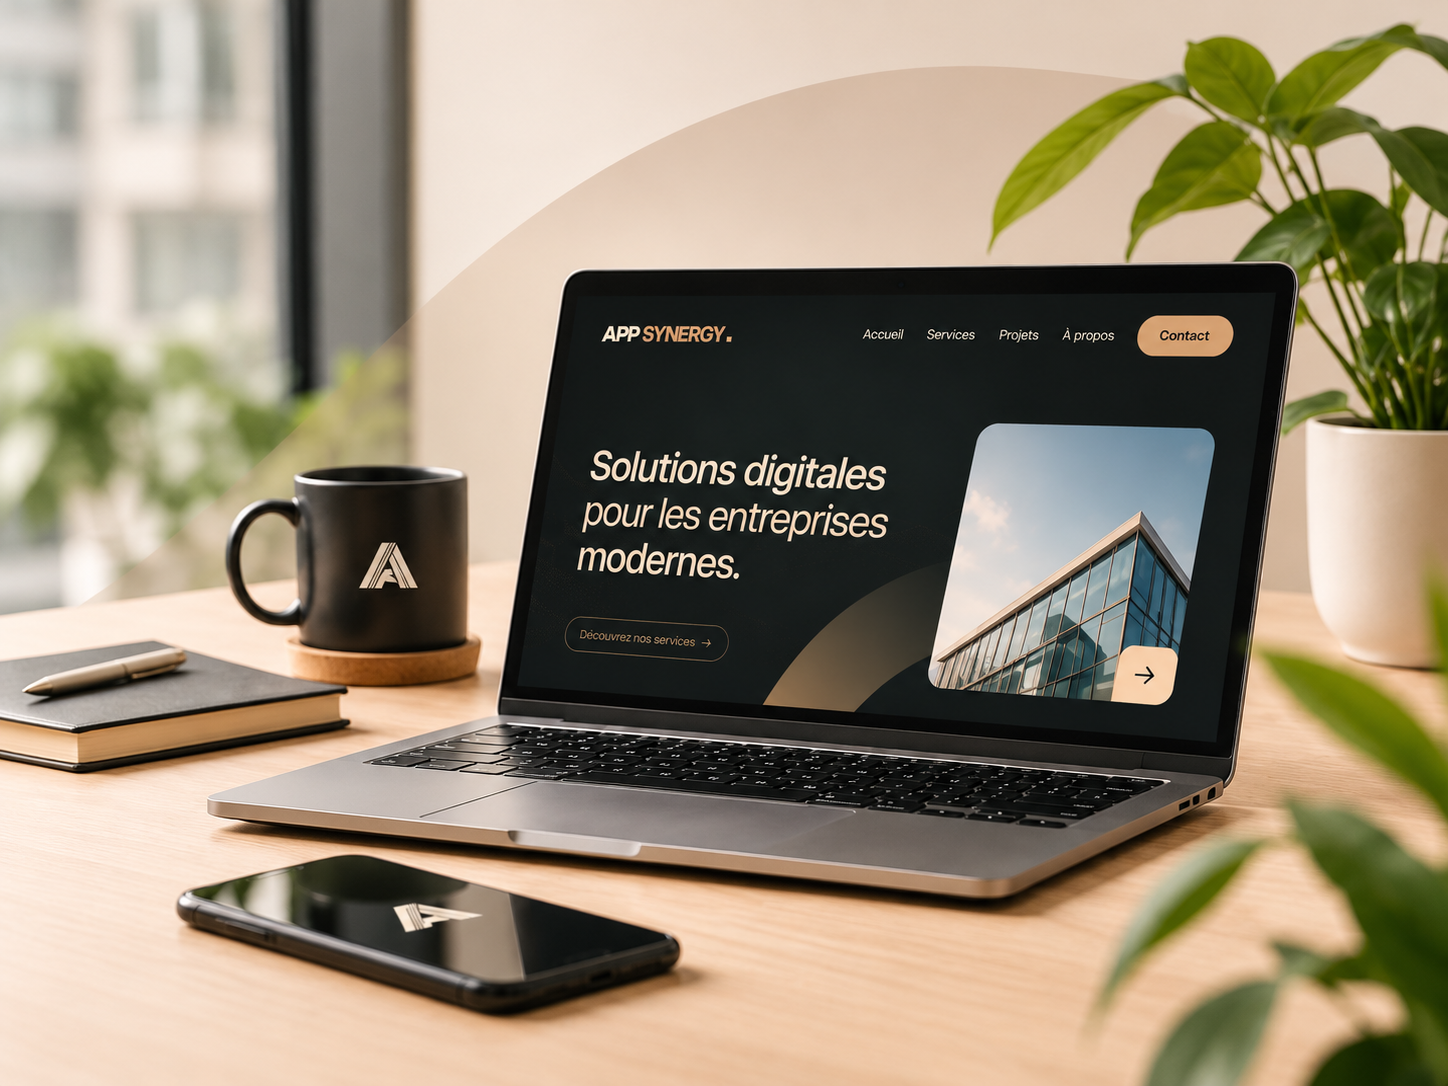 APP SYNERGY.
Accueil Services Projets À propos Contact
Solutions digitales
pour les entreprises
modernes.
Découvrez nos services →
→
A
A